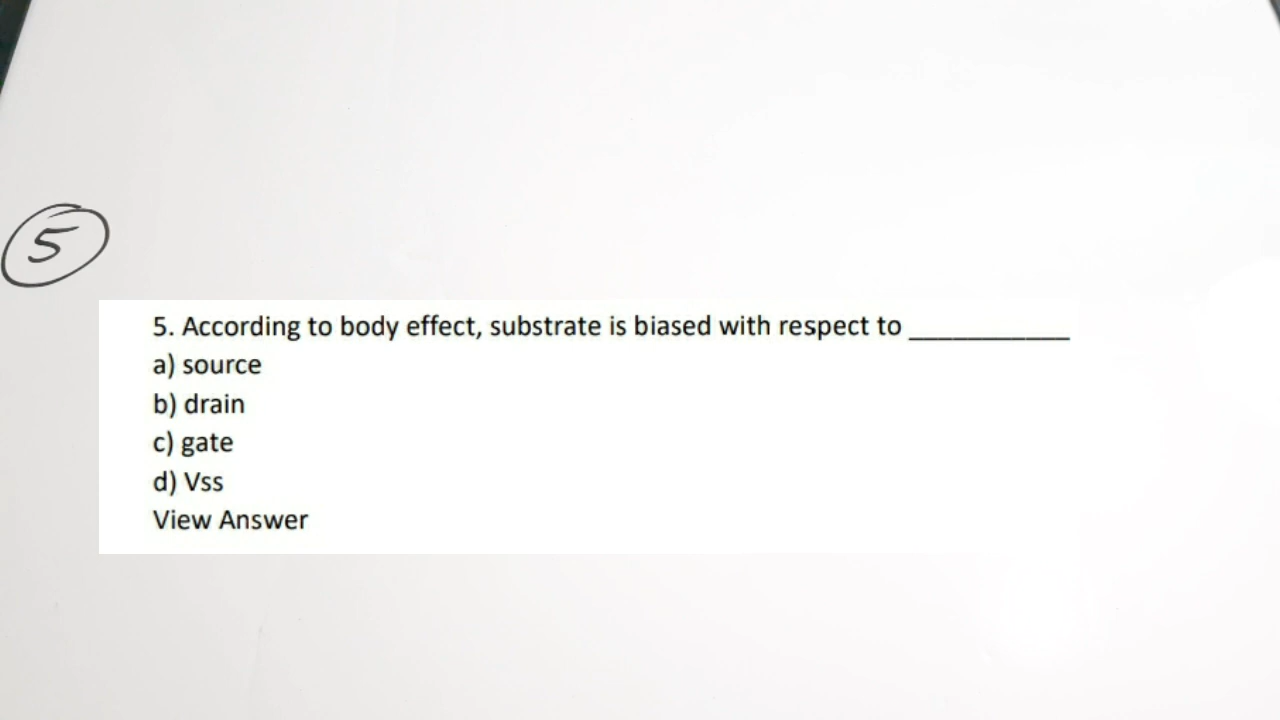 5
5. According to body effect, substrate is biased with respect to ___________
a) source
b) drain
c) gate
d) Vss
View Answer